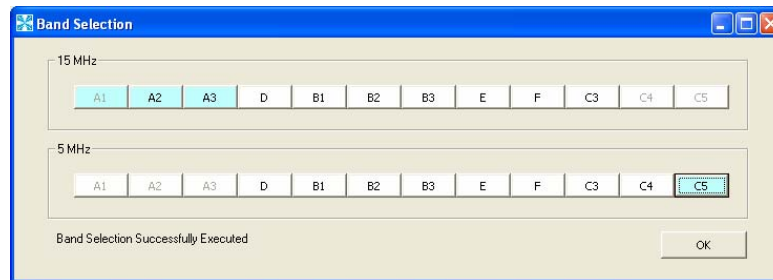 Band Selection
15 MHz
A1 A2 A3 D B1 B2 B3 E F C3 C4 C5
5 MHz
A1 A2 A3 D B1 B2 B3 E F C3 C4 C5
Band Selection Successfully Executed
OK